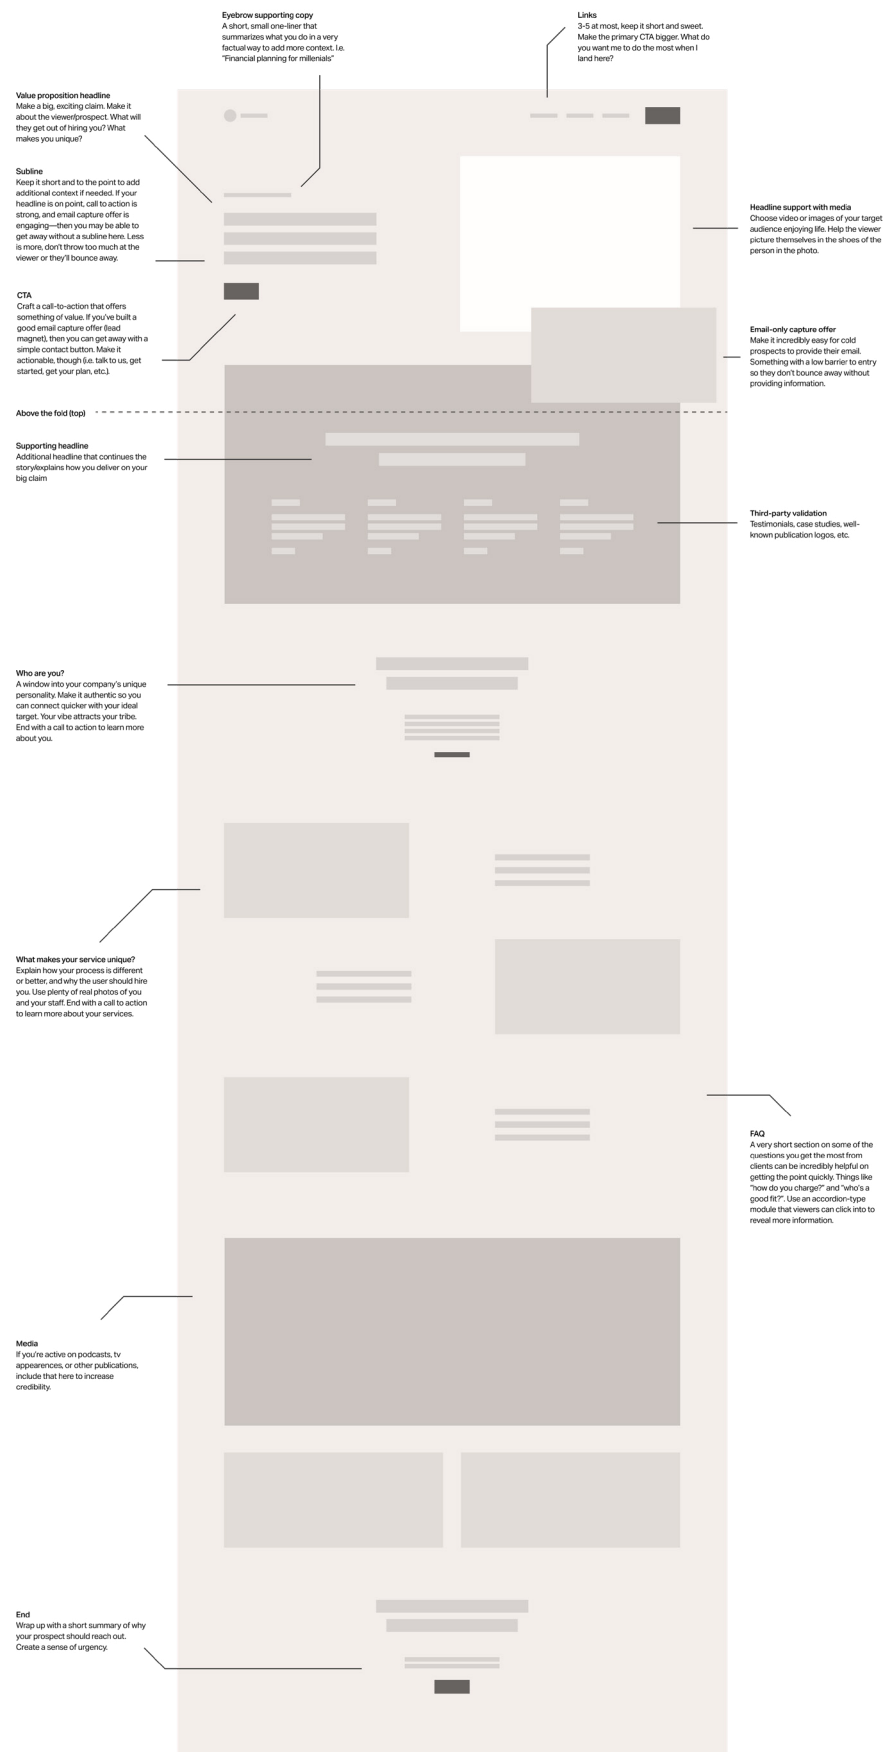 Eyebrow supporting copy
A short, small one-liner that
summarizes what you do in a very
factual way to add more context. I.e.
"Financial planning for millenials"
Links
3-5 at most, keep it short and sweet.
Make the primary CTA bigger. What do
you want me to do the most when I
land here?
Value proposition headline
Make a big, exciting claim. Make it
about the viewer/prospect. What will
they get out of hiring you? What
makes you unique?
Subline
Keep it short and to the point to add
additional context if needed. If your
headline is on point, call to action is
strong, and email capture offer is
engaging—then you may be able to
get away without a subline here. Less
is more, don't throw too much at the
viewer or they'll bounce away.
Headline support with media
Choose video or images of your target
audience enjoying life. Help the viewer
picture themselves in the shoes of the
person in the photo.
CTA
Craft a call-to-action that offers
something of value. If you've built a
good email capture offer (lead
magnet), then you can get away with a
simple contact button. Make it
actionable, though (i.e. talk to us, get
started, get your plan, etc.).
Email-only capture offer
Make it incredibly easy for cold
prospects to provide their email.
Something with a low barrier to entry
so they don't bounce away without
providing information.
Above the fold (top)
Supporting headline
Additional headline that continues the
story/explains how you deliver on your
big claim
Third-party validation
Testimonials, case studies, well-
known publication logos, etc.
Who are you?
A window into your company's unique
personality. Make it authentic so you
can connect quicker with your ideal
target. Your vibe attracts your tribe.
End with a call to action to learn more
about you.
What makes your service unique?
Explain how your process is different
or better, and why the user should hire
you. Use plenty of real photos of you
and your staff. End with a call to action
to learn more about your services.
FAQ
A very short section on some of the
questions you get the most from
clients can be incredibly helpful on
getting the point quickly. Things like
"how do you charge?" and "who's a
good fit?". Use an accordion-type
module that viewers can click into to
reveal more information.
Media
If you're active on podcasts, tv
appearences, or other publications,
include that here to increase
credibility.
End
Wrap up with a short summary of why
your prospect should reach out.
Create a sense of urgency.